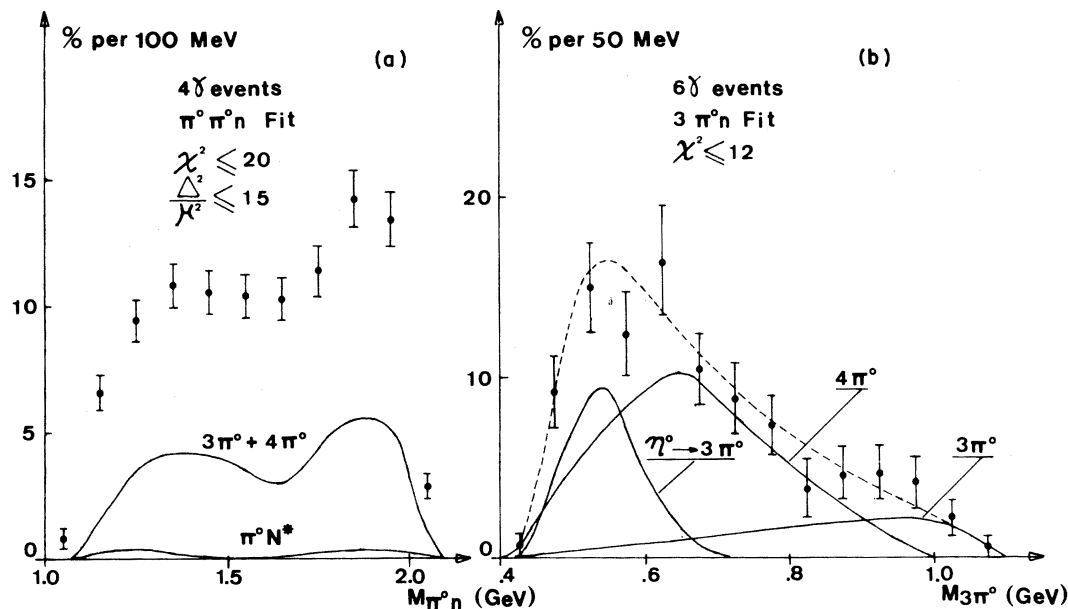 % per 100 MeV
(a)
4γ events
π° π° n Fit
χ² ⩽ 20
Δ²/μ² ⩽ 15
15
10
5
0
3π° + 4π°
π°N*
1.0
1.5
2.0
Mπ°n (GeV)
% per 50 MeV
(b)
6γ events
3 π° n Fit
χ² ⩽ 12
20
10
0
4π°
η° → 3π°
3π°
.4
.6
.8
1.0
M3π° (GeV)